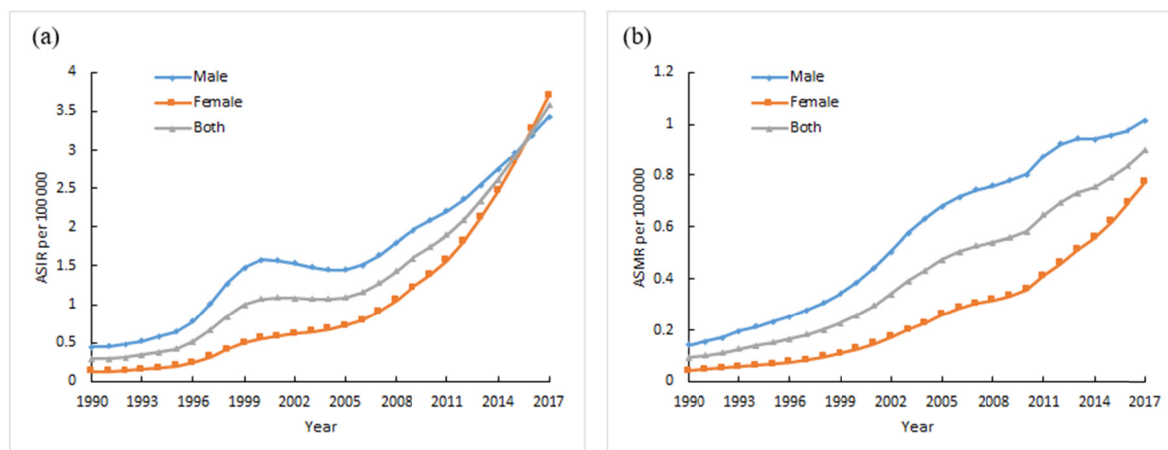 (a)
4
3.5
3
2.5
2
1.5
1
0.5
0
ASIR per 100 000
Male
Female
Both
1990 1993 1996 1999 2002 2005 2008 2011 2014 2017
Year
(b)
1.2
1
0.8
0.6
0.4
0.2
0
ASMR per 100 000
Male
Female
Both
1990 1993 1996 1999 2002 2005 2008 2011 2014 2017
Year